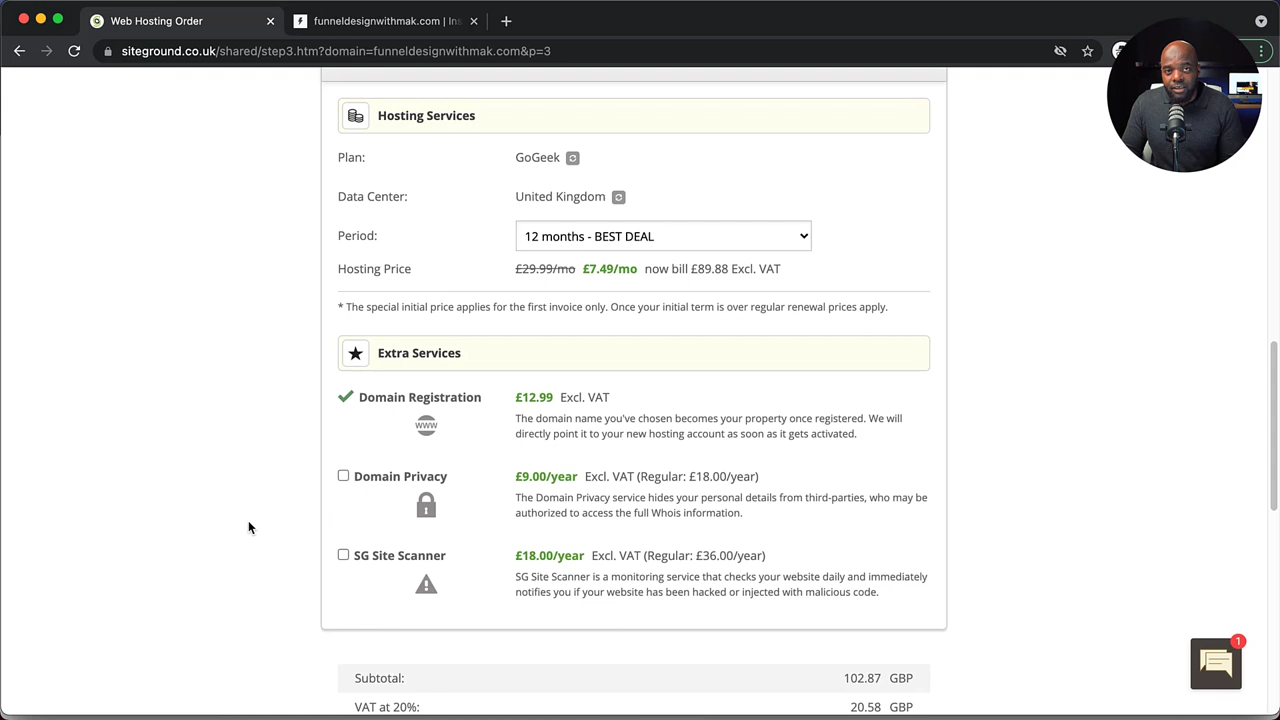 Web Hosting Order
funneldesignwithmak.com | Ins
siteground.co.uk/shared/step3.htm?domain=funneldesignwithmak.com&p=3
Hosting Services
Plan: GoGeek
Data Center: United Kingdom
Period: 12 months - BEST DEAL
Hosting Price £29.99/mo £7.49/mo now bill £89.88 Excl. VAT
* The special initial price applies for the first invoice only. Once your initial term is over regular renewal prices apply.
Extra Services
Domain Registration £12.99 Excl. VAT
www
The domain name you've chosen becomes your property once registered. We will
directly point it to your new hosting account as soon as it gets activated.
Domain Privacy £9.00/year Excl. VAT (Regular: £18.00/year)
The Domain Privacy service hides your personal details from third-parties, who may be
authorized to access the full Whois information.
SG Site Scanner £18.00/year Excl. VAT (Regular: £36.00/year)
SG Site Scanner is a monitoring service that checks your website daily and immediately
notifies you if your website has been hacked or injected with malicious code.
1
Subtotal: 102.87 GBP
VAT at 20%: 20.58 GBP